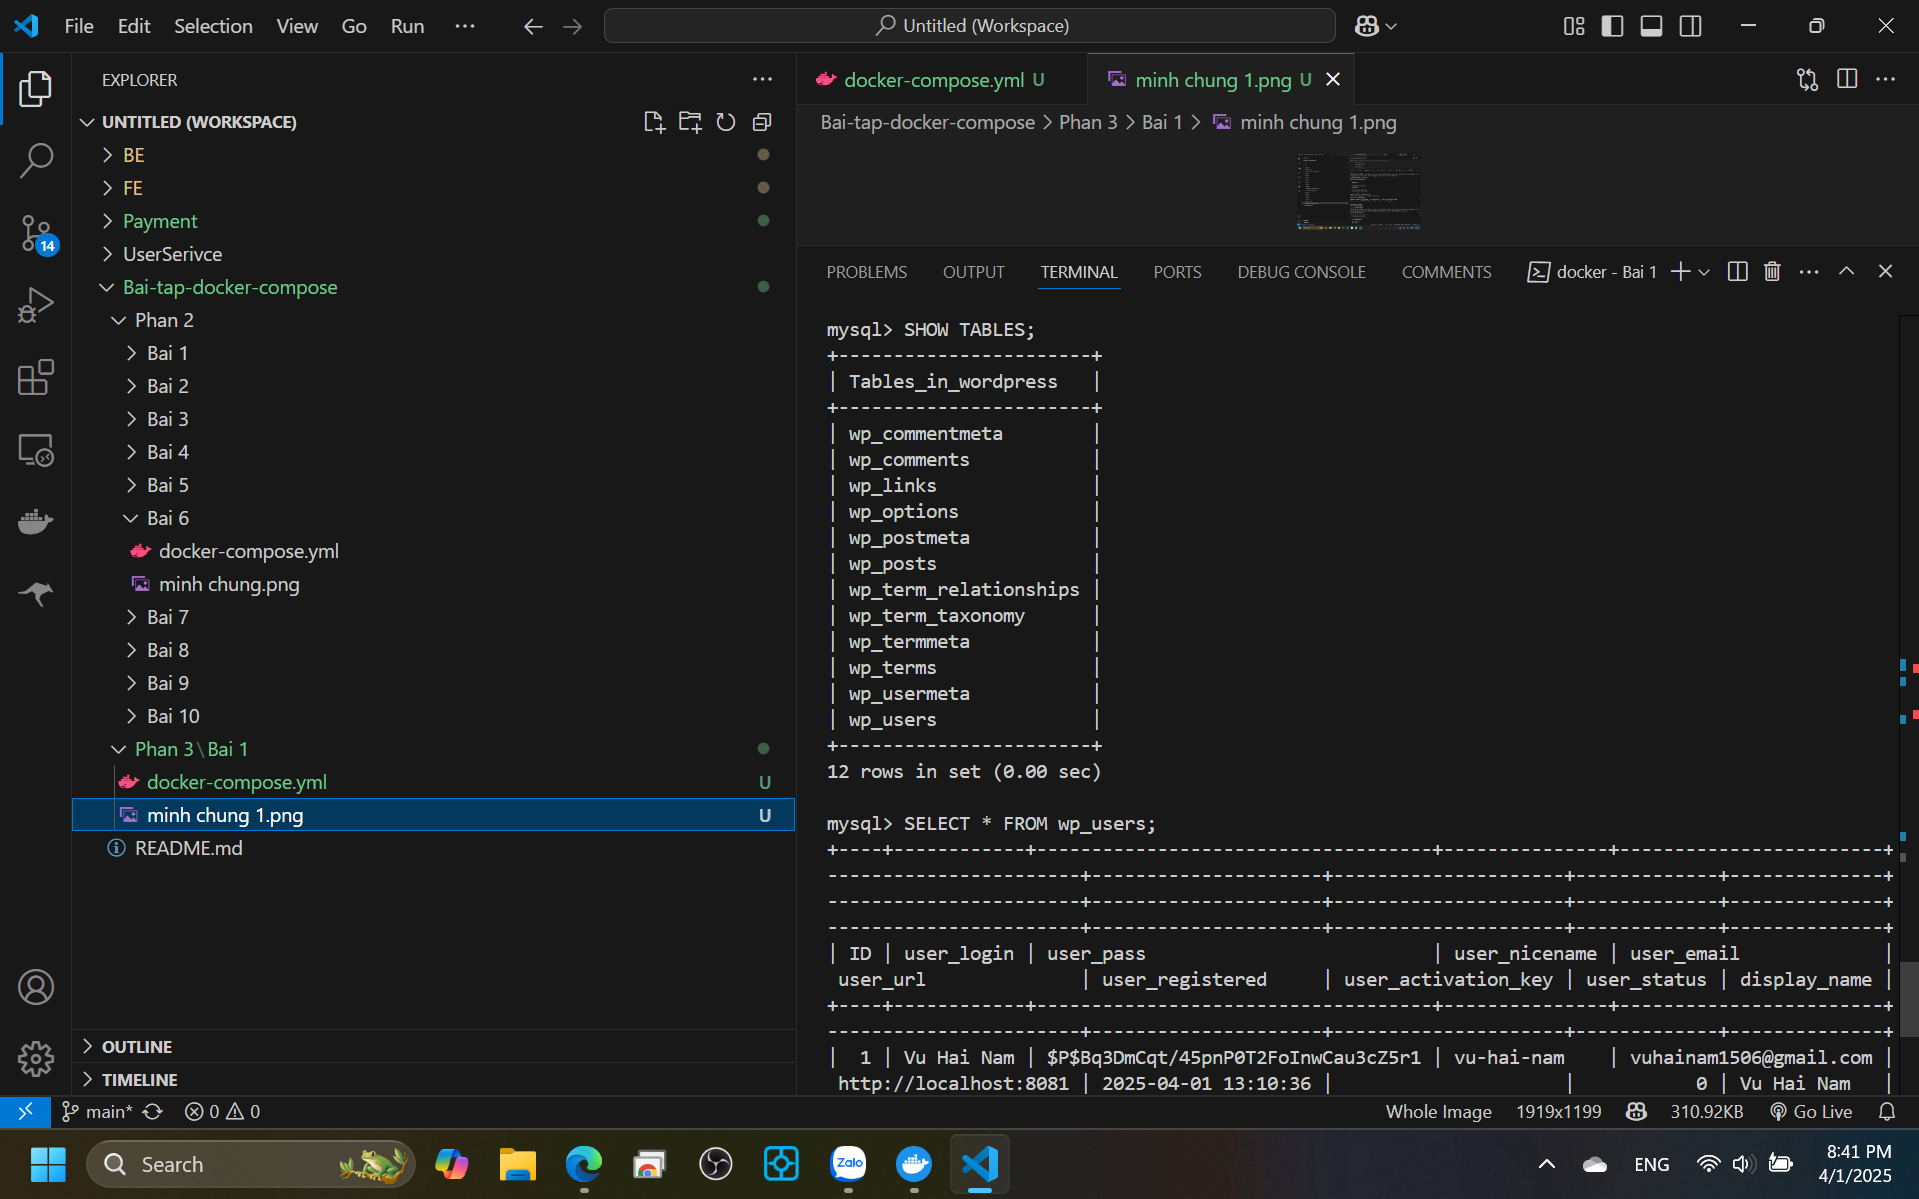 File Edit Selection View Go Run ··· Untitled (Workspace)
EXPLORER
UNTITLED (WORKSPACE)
BE
FE
Payment
UserSerivce
Bai-tap-docker-compose
Phan 2
Bai 1
Bai 2
Bai 3
Bai 4
Bai 5
Bai 6
docker-compose.yml
minh chung.png
Bai 7
Bai 8
Bai 9
Bai 10
Phan 3\Bai 1
docker-compose.yml U
minh chung 1.png U
README.md
OUTLINE
TIMELINE
14
docker-compose.yml U minh chung 1.png U
Bai-tap-docker-compose > Phan 3 > Bai 1 > minh chung 1.png
PROBLEMS OUTPUT TERMINAL PORTS DEBUG CONSOLE COMMENTS docker - Bai 1
mysql> SHOW TABLES;
+-----------------------+
| Tables_in_wordpress   |
+-----------------------+
| wp_commentmeta        |
| wp_comments           |
| wp_links              |
| wp_options            |
| wp_postmeta           |
| wp_posts              |
| wp_term_relationships |
| wp_term_taxonomy      |
| wp_termmeta           |
| wp_terms              |
| wp_usermeta           |
| wp_users              |
+-----------------------+
12 rows in set (0.00 sec)
mysql> SELECT * FROM wp_users;
+----+------------+------------------------------------+---------------+------------------------+
-----------------------+---------------------+---------------------+-------------+--------------+
-----------------------+---------------------+---------------------+-------------+--------------+
-----------------------+---------------------+---------------------+-------------+--------------+
| ID | user_login | user_pass                          | user_nicename | user_email             |
 user_url              | user_registered     | user_activation_key | user_status | display_name |
+----+------------+------------------------------------+---------------+------------------------+
-----------------------+---------------------+---------------------+-------------+--------------+
|  1 | Vu Hai Nam | $P$Bq3DmCqt/45pnP0T2FoInwCau3cZ5r1 | vu-hai-nam    | vuhainam1506@gmail.com |
 http://localhost:8081 | 2025-04-01 13:10:36 |                     |           0 | Vu Hai Nam   |
main* 0 0 Whole Image 1919x1199 310.92KB Go Live
Search Zalo ENG 8:41 PM
4/1/2025